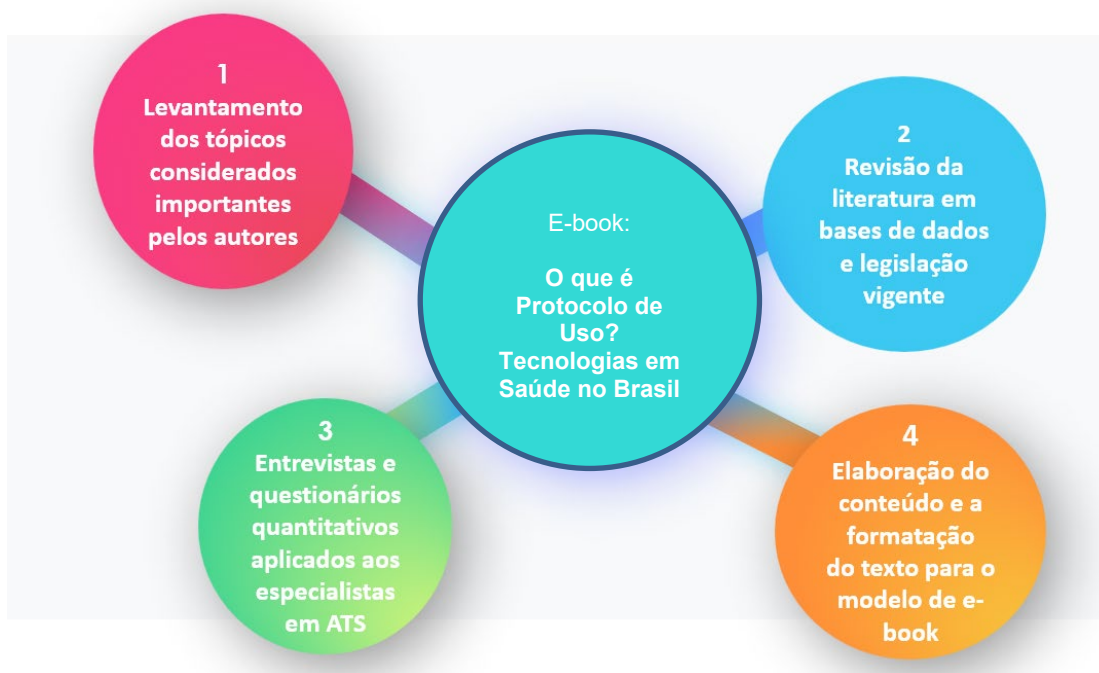 1
Levantamento
dos tópicos
considerados
importantes
pelos autores
2
Revisão da
literatura em
bases de dados
e legislação
vigente
E-book:
O que é
Protocolo de
Uso?
Tecnologias em
Saúde no Brasil
3
Entrevistas e
questionários
quantitativos
aplicados aos
especialistas
em ATS
4
Elaboração do
conteúdo e a
formatação
do texto para o
modelo de e-
book